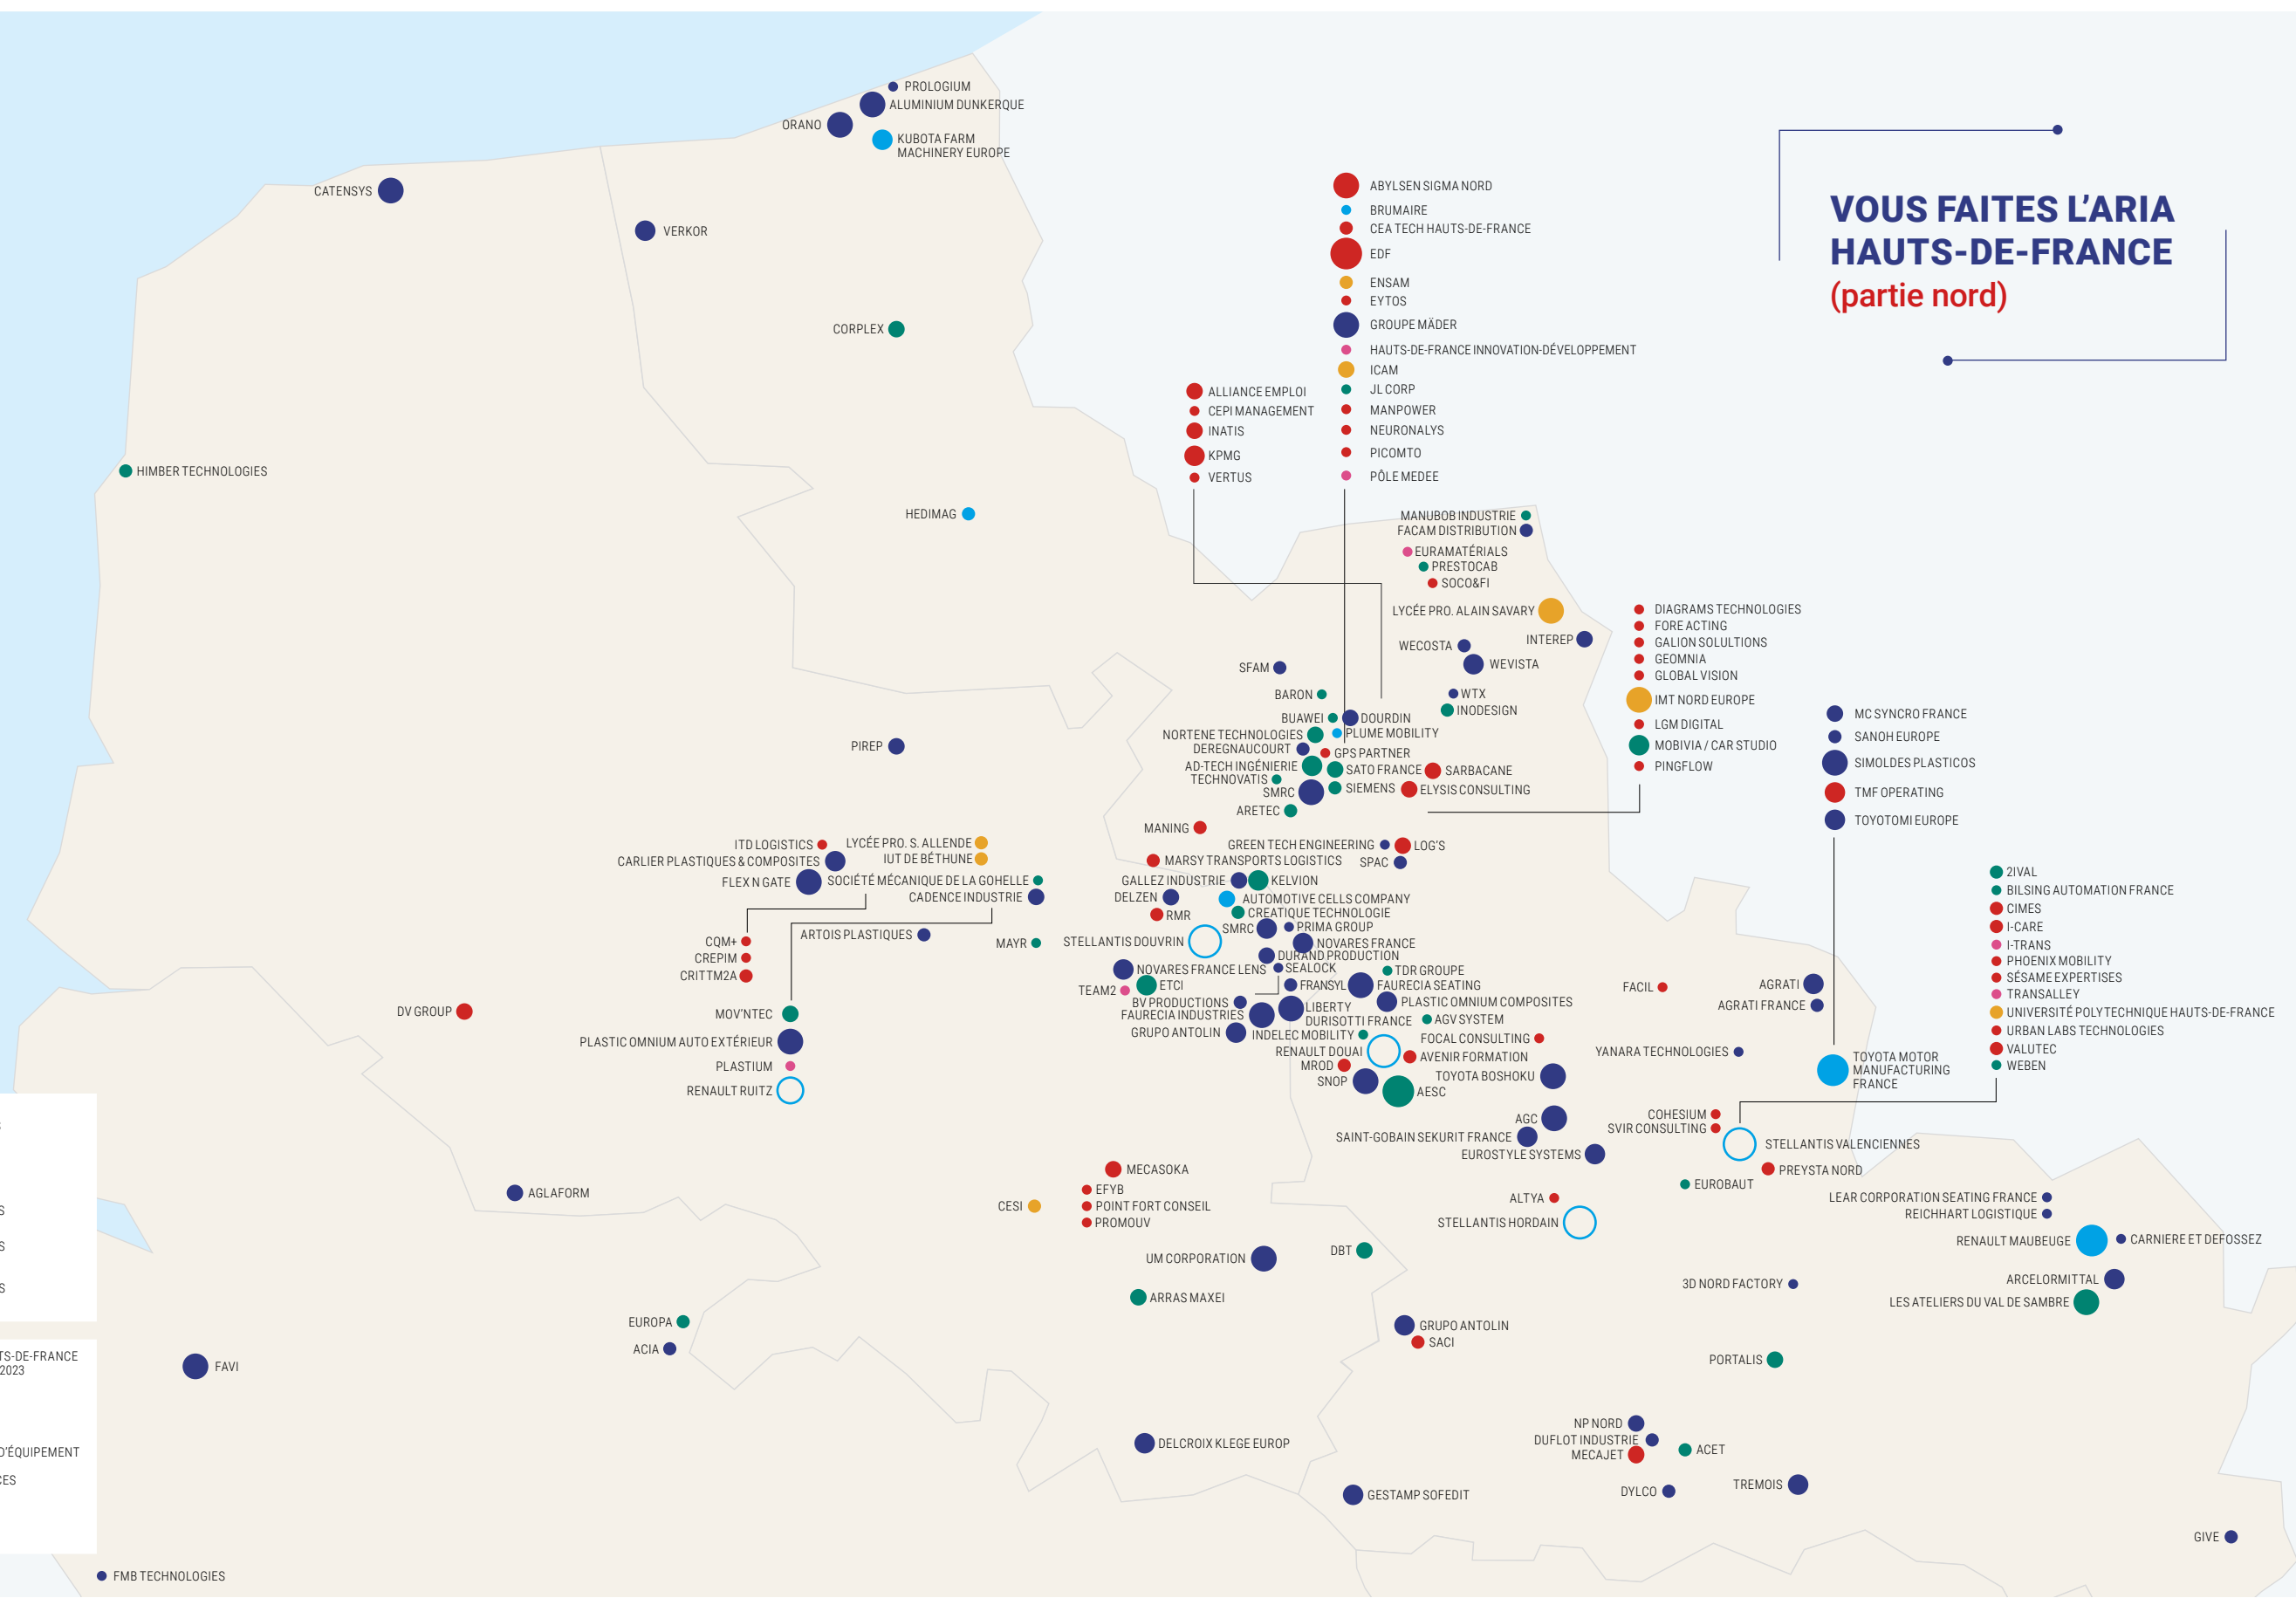 VOUS FAITES L’ARIA
HAUTS-DE-FRANCE
(partie nord)
PROLOGIUM
ALUMINIUM DUNKERQUE
ORANO
KUBOTA FARM
MACHINERY EUROPE
CATENSYS
VERKOR
CORPLEX
HIMBER TECHNOLOGIES
HEDIMAG
ABYLSEN SIGMA NORD
BRUMAIRE
CEA TECH HAUTS-DE-FRANCE
EDF
ENSAM
EYTOS
GROUPE MÄDER
HAUTS-DE-FRANCE INNOVATION-DÉVELOPPEMENT
ICAM
JL CORP
MANPOWER
NEURONALYS
PICOMTO
PÔLE MEDEE
ALLIANCE EMPLOI
CEPI MANAGEMENT
INATIS
KPMG
VERTUS
MANUBOB INDUSTRIE
FACAM DISTRIBUTION
EURAMATÉRIALS
PRESTOCAB
SOCO&FI
LYCÉE PRO. ALAIN SAVARY
INTEREP
WECOSTA
WEVISTA
SFAM
BARON
WTX
INODESIGN
BUAWEI
DOURDIN
NORTENE TECHNOLOGIES
PLUME MOBILITY
DEREGNAUCOURT
GPS PARTNER
AD-TECH INGÉNIERIE
SATO FRANCE
SARBACANE
TECHNOVATIS
SMRC
SIEMENS
ELYSIS CONSULTING
ARETEC
DIAGRAMS TECHNOLOGIES
FORE ACTING
GALION SOLULTIONS
GEOMNIA
GLOBAL VISION
IMT NORD EUROPE
LGM DIGITAL
MOBIVIA / CAR STUDIO
PINGFLOW
MC SYNCRO FRANCE
SANOH EUROPE
SIMOLDES PLASTICOS
TMF OPERATING
TOYOTOMI EUROPE
PIREP
MANING
GREEN TECH ENGINEERING
LOG'S
MARSY TRANSPORTS LOGISTICS
SPAC
ITD LOGISTICS
LYCÉE PRO. S. ALLENDE
CARLIER PLASTIQUES & COMPOSITES
IUT DE BÉTHUNE
FLEX N GATE
SOCIÉTÉ MÉCANIQUE DE LA GOHELLE
CADENCE INDUSTRIE
GALLEZ INDUSTRIE
KELVION
DELZEN
AUTOMOTIVE CELLS COMPANY
RMR
CREATIQUE TECHNOLOGIE
ARTOIS PLASTIQUES
MAYR
STELLANTIS DOUVRIN
SMRC
PRIMA GROUP
NOVARES FRANCE
DURAND PRODUCTION
CQM+
CREPIM
CRITTM2A
NOVARES FRANCE LENS
SEALOCK
TDR GROUPE
TEAM2
ETCI
FRANSYL
FAURECIA SEATING
BV PRODUCTIONS
PLASTIC OMNIUM COMPOSITES
FAURECIA INDUSTRIES
LIBERTY
DURISOTTI FRANCE
AGV SYSTEM
GRUPO ANTOLIN
INDELEC MOBILITY
FOCAL CONSULTING
RENAULT DOUAI
AVENIR FORMATION
MROD
SNOP
TOYOTA BOSHOKU
AESC
DV GROUP
MOV'NTEC
PLASTIC OMNIUM AUTO EXTÉRIEUR
PLASTIUM
RENAULT RUITZ
FACIL
AGRATI
AGRATI FRANCE
YANARA TECHNOLOGIES
TOYOTA MOTOR
MANUFACTURING
FRANCE
2IVAL
BILSING AUTOMATION FRANCE
CIMES
I-CARE
I-TRANS
PHOENIX MOBILITY
SÉSAME EXPERTISES
TRANSALLEY
UNIVERSITÉ POLYTECHNIQUE HAUTS-DE-FRANCE
URBAN LABS TECHNOLOGIES
VALUTEC
WEBEN
AGC
SAINT-GOBAIN SEKURIT FRANCE
EUROSTYLE SYSTEMS
COHESIUM
SVIR CONSULTING
STELLANTIS VALENCIENNES
PREYSTA NORD
EUROBAUT
MECASOKA
EFYB
CESI
POINT FORT CONSEIL
PROMOUV
AGLAFORM
ALTYA
STELLANTIS HORDAIN
LEAR CORPORATION SEATING FRANCE
REICHHART LOGISTIQUE
RENAULT MAUBEUGE
CARNIERE ET DEFOSSEZ
UM CORPORATION
DBT
3D NORD FACTORY
ARCELORMITTAL
LES ATELIERS DU VAL DE SAMBRE
ARRAS MAXEI
EUROPA
ACIA
GRUPO ANTOLIN
SACI
PORTALIS
FAVI
TS-DE-FRANCE
2023
D'ÉQUIPEMENT
CES
S
S
S
DELCROIX KLEGE EUROP
NP NORD
DUFLOT INDUSTRIE
MECAJET
ACET
GESTAMP SOFEDIT
DYLCO
TREMOIS
GIVE
FMB TECHNOLOGIES